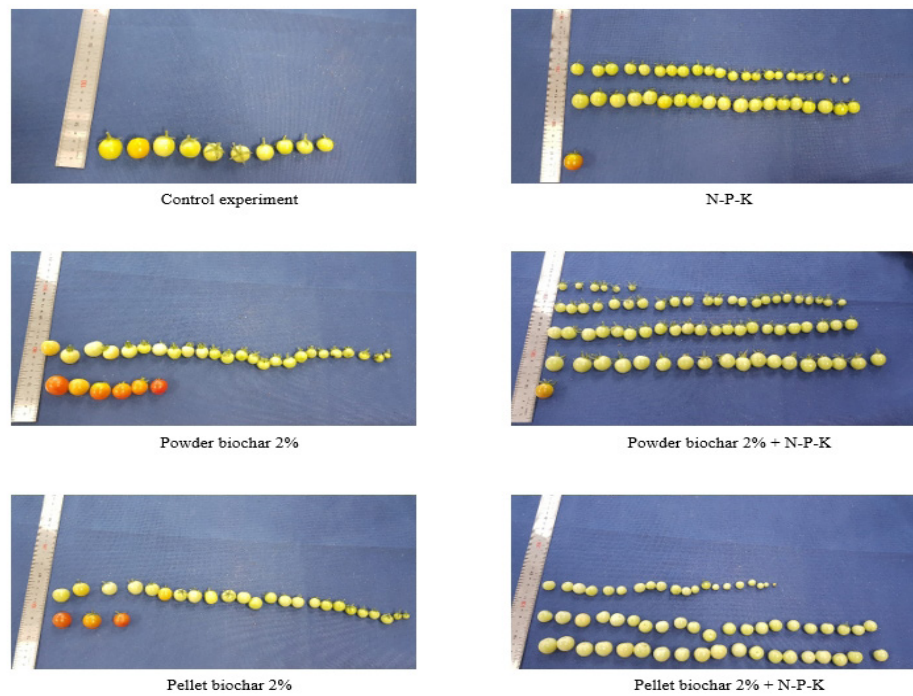 Control experiment
N-P-K
Powder biochar 2%
Powder biochar 2% + N-P-K
Pellet biochar 2%
Pellet biochar 2% + N-P-K